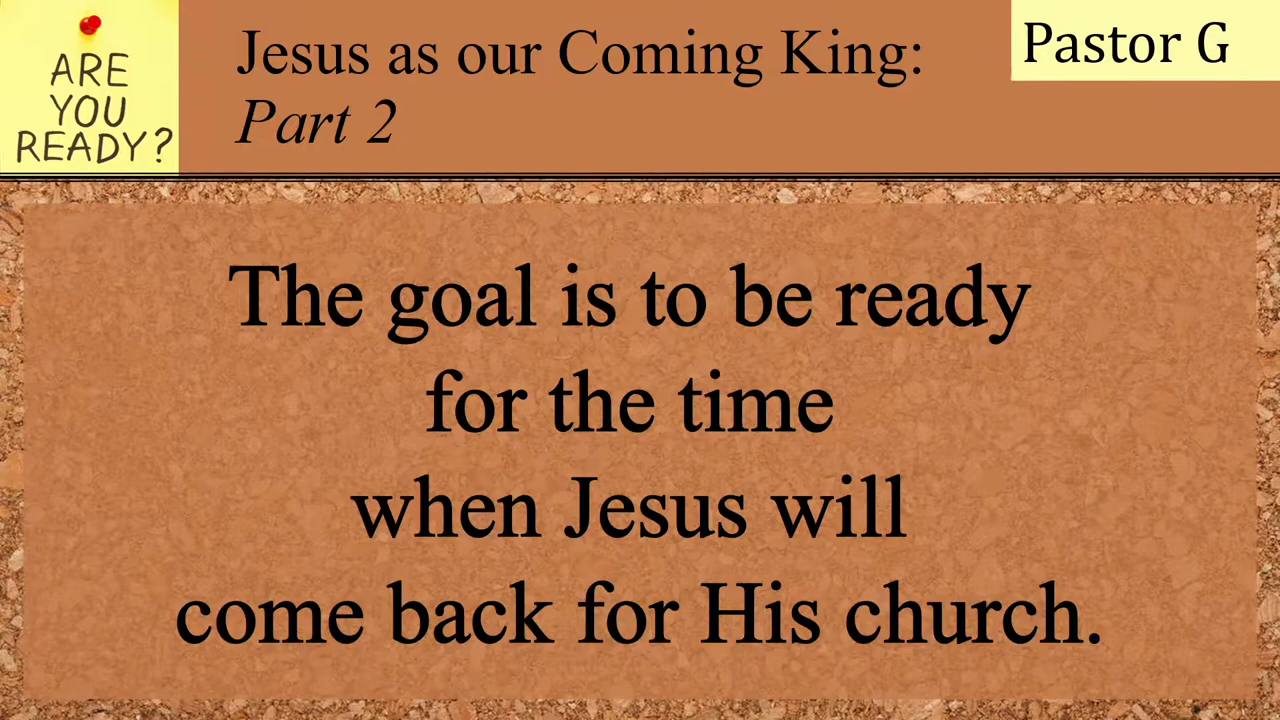 ARE
YOU
READY?
Jesus as our Coming King:
Part 2
Pastor G
The goal is to be ready
for the time
when Jesus will
come back for His church.